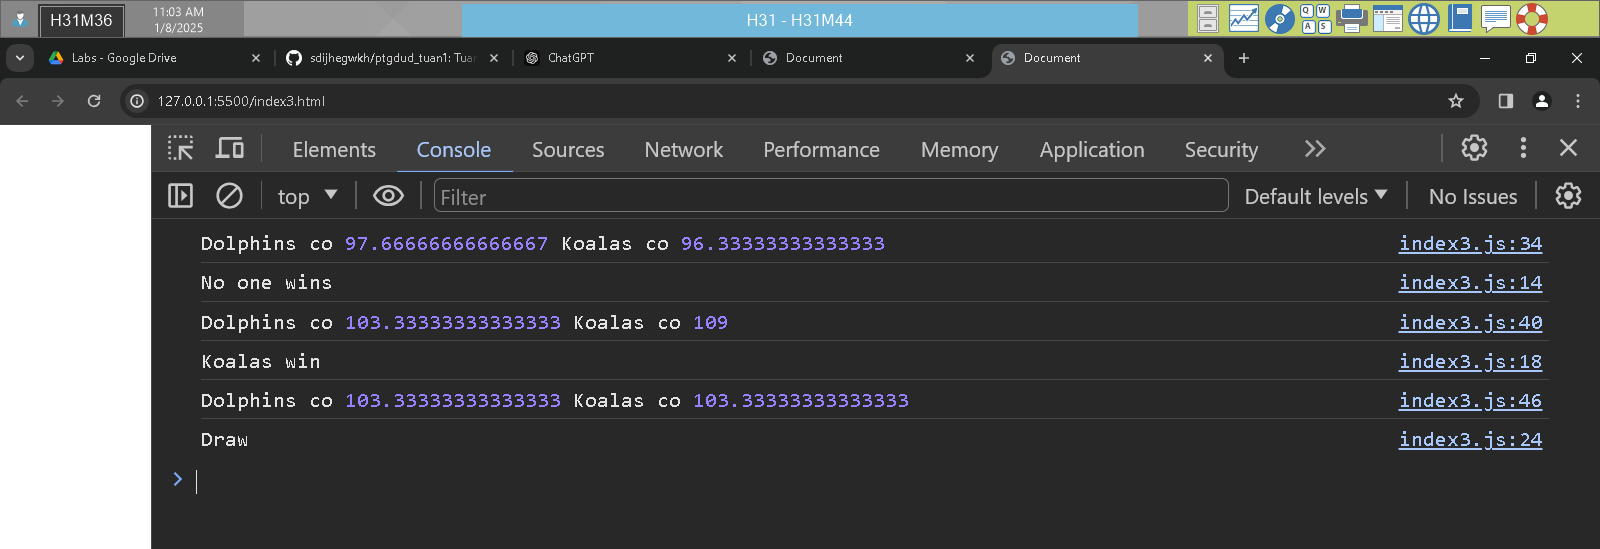 H31M36
11:03 AM
1/8/2025
H31 - H31M44
Q W
A S
Labs - Google Drive
sdijhegwkh/ptgdud_tuan1: Tuan
ChatGPT
Document
Document
127.0.0.1:5500/index3.html
Elements Console Sources Network Performance Memory Application Security
top Filter Default levels No Issues
Dolphins co 97.66666666666667 Koalas co 96.33333333333333 index3.js:34
No one wins index3.js:14
Dolphins co 103.33333333333333 Koalas co 109 index3.js:40
Koalas win index3.js:18
Dolphins co 103.33333333333333 Koalas co 103.33333333333333 index3.js:46
Draw index3.js:24